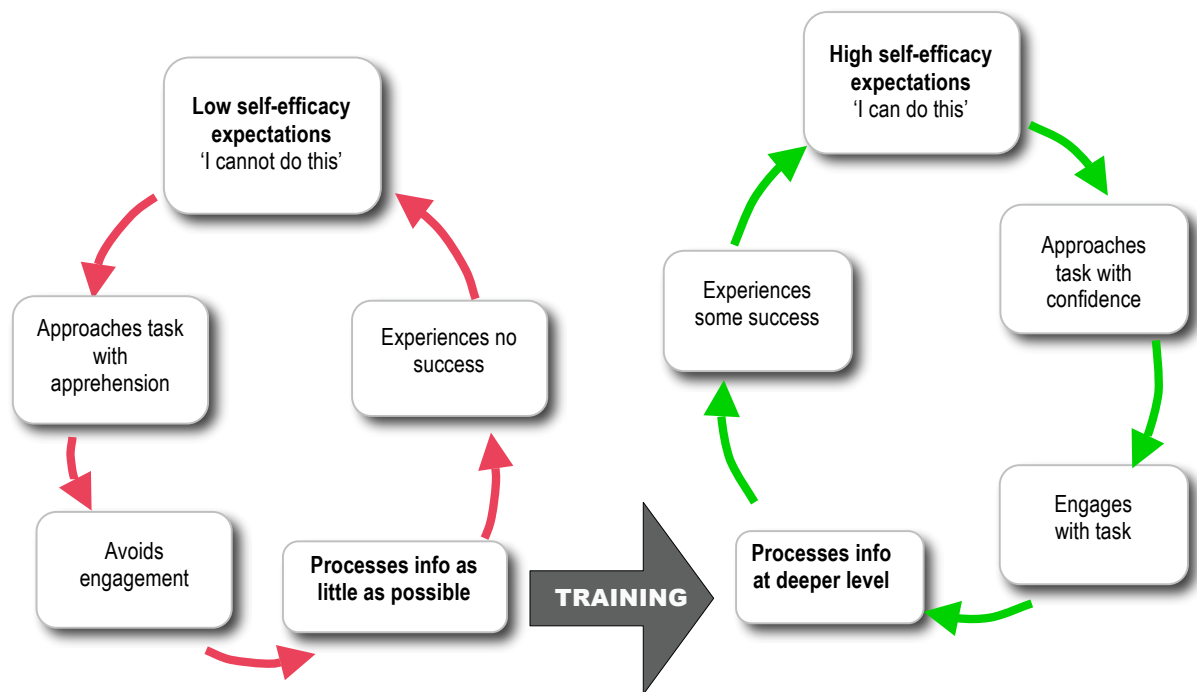 Low self-efficacy
expectations
‘I cannot do this’
Approaches task
with
apprehension
Avoids
engagement
Processes info as
little as possible
Experiences no
success
TRAINING
High self-efficacy
expectations
‘I can do this’
Approaches
task with
confidence
Engages
with task
Processes info
at deeper level
Experiences
some success